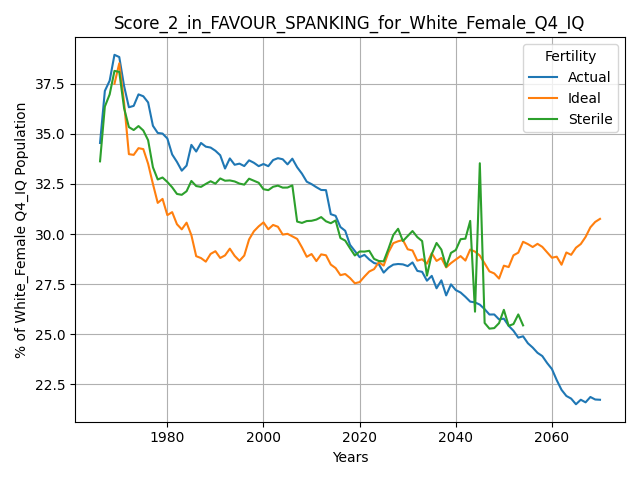 Score_2_in_FAVOUR_SPANKING_for_White_Female_Q4_IQ
% of White_Female Q4_IQ Population
37.5
35.0
32.5
30.0
27.5
25.0
22.5
Fertility
Actual
Ideal
Sterile
1980
2000
2020
2040
2060
Years